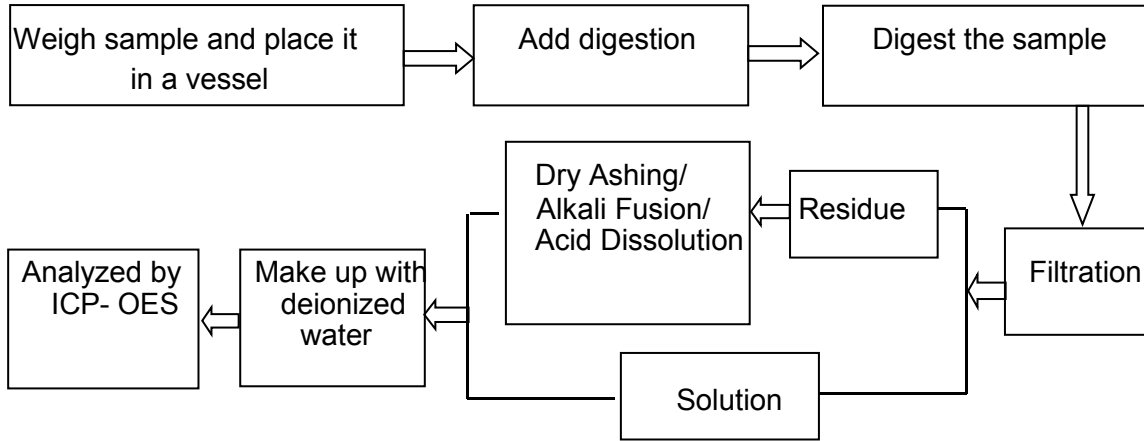 Weigh sample and place it
in a vessel
Add digestion
Digest the sample
Filtration
Residue
Dry Ashing/
Alkali Fusion/
Acid Dissolution
Solution
Make up with
deionized
water
Analyzed by
ICP- OES